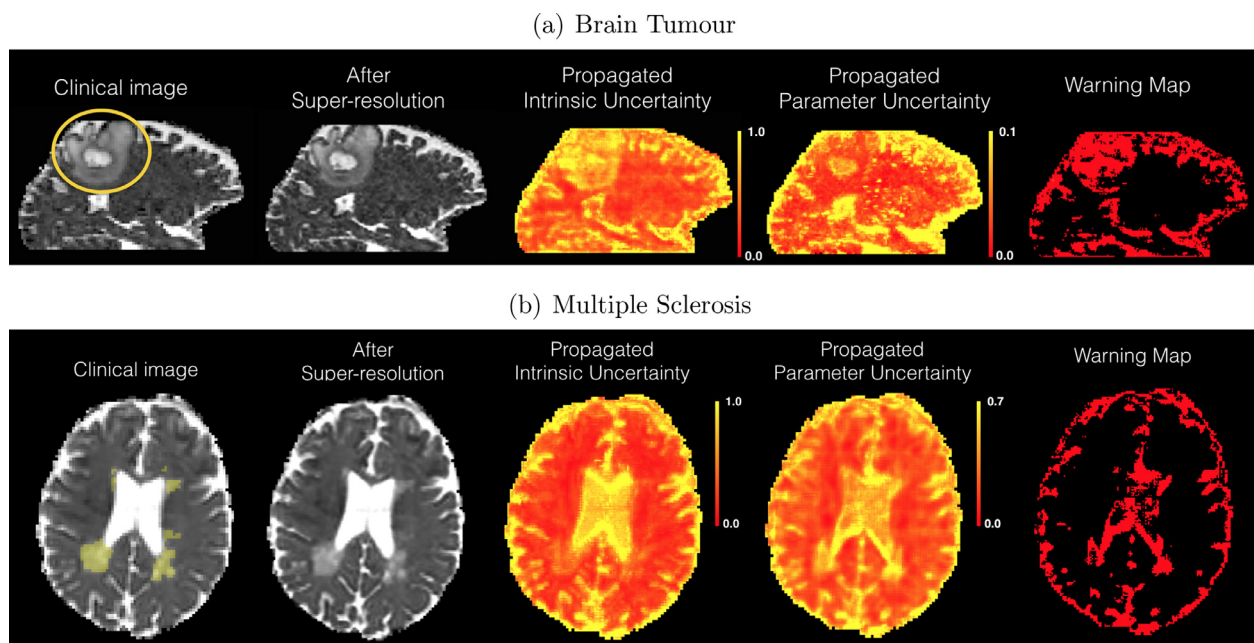 (a) Brain Tumour
Clinical image
After
Super-resolution
Propagated
Intrinsic Uncertainty
Propagated
Parameter Uncertainty
Warning Map
1.0
0.0
0.1
0.0
(b) Multiple Sclerosis
Clinical image
After
Super-resolution
Propagated
Intrinsic Uncertainty
Propagated
Parameter Uncertainty
Warning Map
1.0
0.0
0.7
0.0